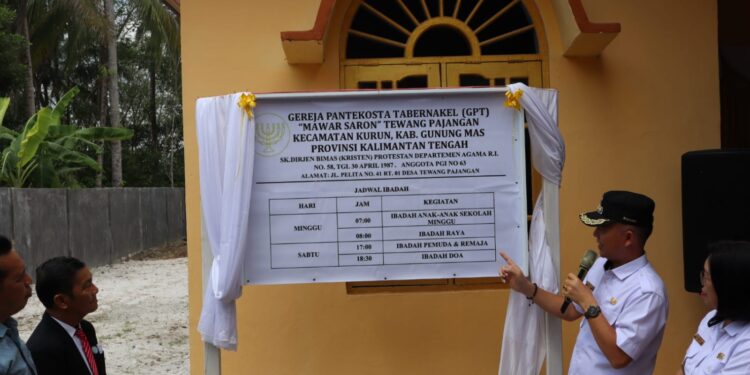 GEREJA PANTEKOSTA TABERNAKEL (GPT)
"MAWAR SARON" TEWANG PAJANGAN
KECAMATAN KURUN, KAB. GUNUNG MAS
PROVINSI KALIMANTAN TENGAH
SK.DIRJEN BIMAS (KRISTEN) PROTESTAN DEPARTEMEN AGAMA R.I.
NO. 58, TGL 30 APRIL 1987 . ANGGOTA PGI NO 63
ALAMAT: JL. PELITA NO. 41 RT. 01 DESA TEWANG PAJANGAN
JADWAL IBADAH
HARI JAM KEGIATAN
MINGGU 07:00 IBADAH ANAK-ANAK SEKOLAH MINGGU
08:00 IBADAH RAYA
SABTU 17:00 IBADAH PEMUDA & REMAJA
18:30 IBADAH DOA